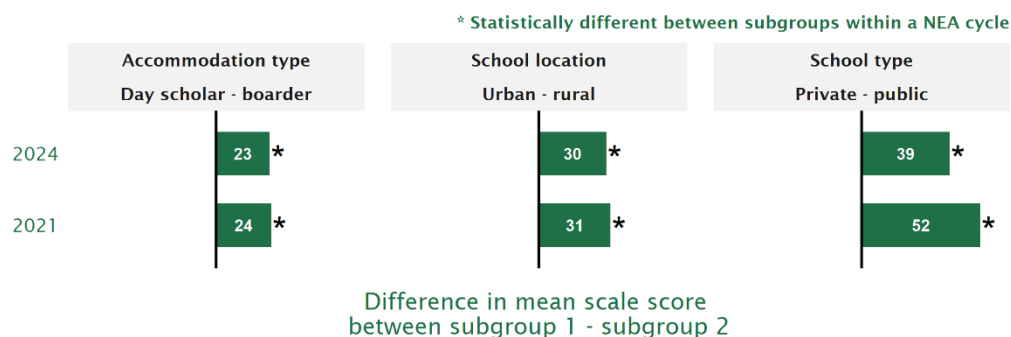 * Statistically different between subgroups within a NEA cycle
Accommodation type
Day scholar - boarder
School location
Urban - rural
School type
Private - public
2024
23 *
30 *
39 *
2021
24 *
31 *
52 *
Difference in mean scale score
between subgroup 1 - subgroup 2